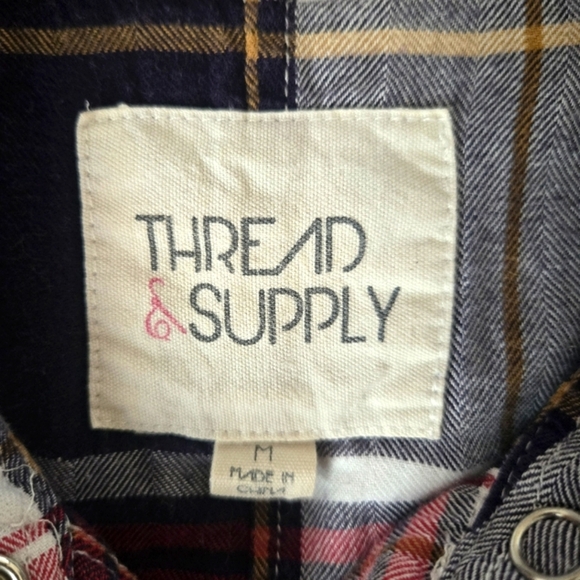 THREAD
& SUPPLY
M
MADE IN
CHINA